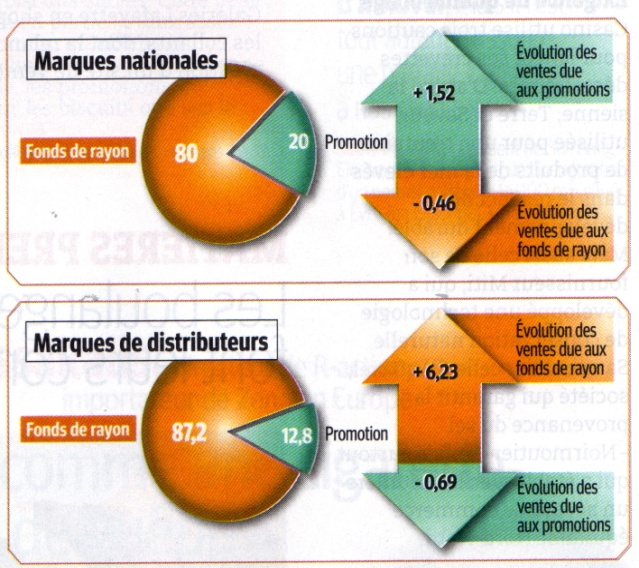 Marques nationales
Fonds de rayon
80
20
Promotion
+ 1,52
Évolution des
ventes due
aux promotions
- 0,46
Évolution des
ventes due aux
fonds de rayon
Marques de distributeurs
Fonds de rayon
87,2
12,8
Promotion
+ 6,23
Évolution des
ventes due aux
fonds de rayon
- 0,69
Évolution des
ventes due
aux promotions